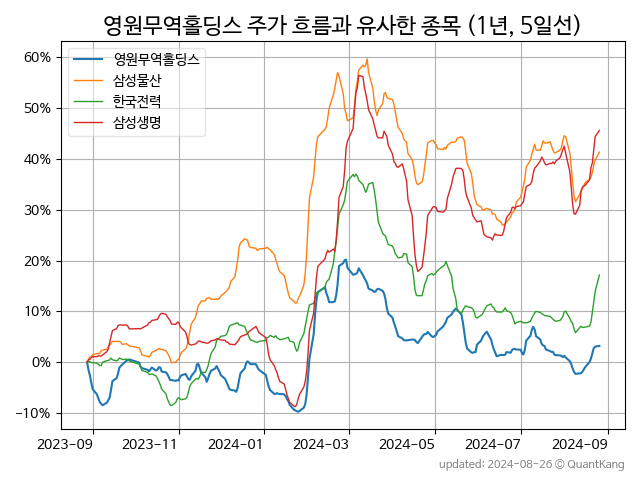 영원무역홀딩스 주가 흐름과 유사한 종목 (1년, 5일선)
영원무역홀딩스
삼성물산
한국전력
삼성생명
60%
50%
40%
30%
20%
10%
0%
−10%
2023-09 2023-11 2024-01 2024-03 2024-05 2024-07 2024-09
updated: 2024-08-26 © QuantKang